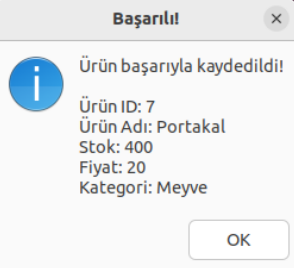 Başarılı!
Ürün başarıyla kaydedildi!
Ürün ID: 7
Ürün Adı: Portakal
Stok: 400
Fiyat: 20
Kategori: Meyve
OK